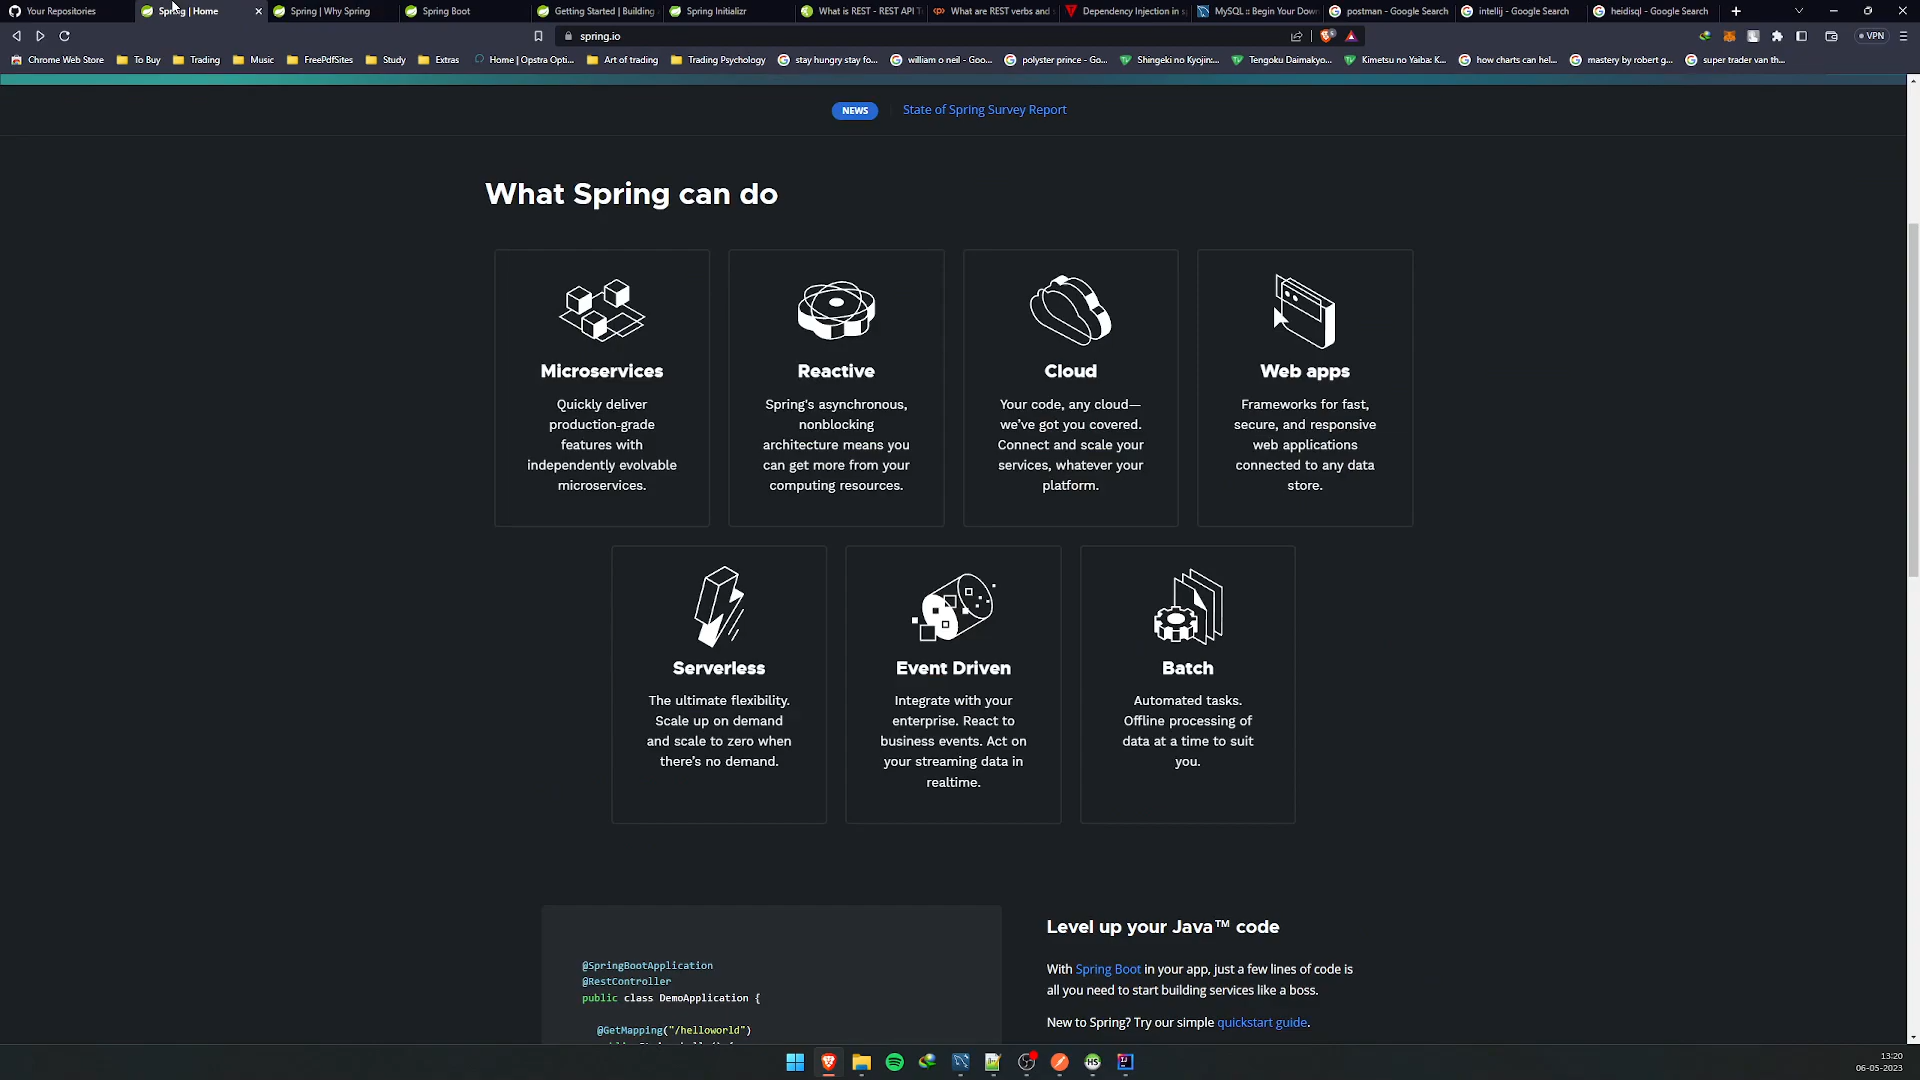 Your Repositories
Spring | Home
Spring | Why Spring
Spring Boot
Getting Started | Building
Spring Initializr
What is REST - REST API T
What are REST verbs and
Dependency Injection in s
MySQL :: Begin Your Down
postman - Google Search
intellij - Google Search
heidisql - Google Search
spring.io
VPN
Chrome Web Store
To Buy
Trading
Music
FreePdfSites
Study
Extras
Home | Opstra Opti...
Art of trading
Trading Psychology
stay hungry stay fo...
william o neil - Goo...
polyster prince - Go...
Shingeki no Kyojin:...
Tengoku Daimakyo...
Kimetsu no Yaiba: K...
how charts can hel...
mastery by robert g...
super trader van th...
NEWS
State of Spring Survey Report
What Spring can do
Microservices
Quickly deliver
production‑grade
features with
independently evolvable
microservices.
Reactive
Spring's asynchronous,
nonblocking
architecture means you
can get more from your
computing resources.
Cloud
Your code, any cloud—
we’ve got you covered.
Connect and scale your
services, whatever your
platform.
Web apps
Frameworks for fast,
secure, and responsive
web applications
connected to any data
store.
Serverless
The ultimate flexibility.
Scale up on demand
and scale to zero when
there’s no demand.
Event Driven
Integrate with your
enterprise. React to
business events. Act on
your streaming data in
realtime.
Batch
Automated tasks.
Offline processing of
data at a time to suit
you.
@SpringBootApplication
@RestController
public class DemoApplication {
@GetMapping("/helloworld")
Level up your Java™ code
With Spring Boot in your app, just a few lines of code is
all you need to start building services like a boss.
New to Spring? Try our simple quickstart guide.
13:20
06-05-2023